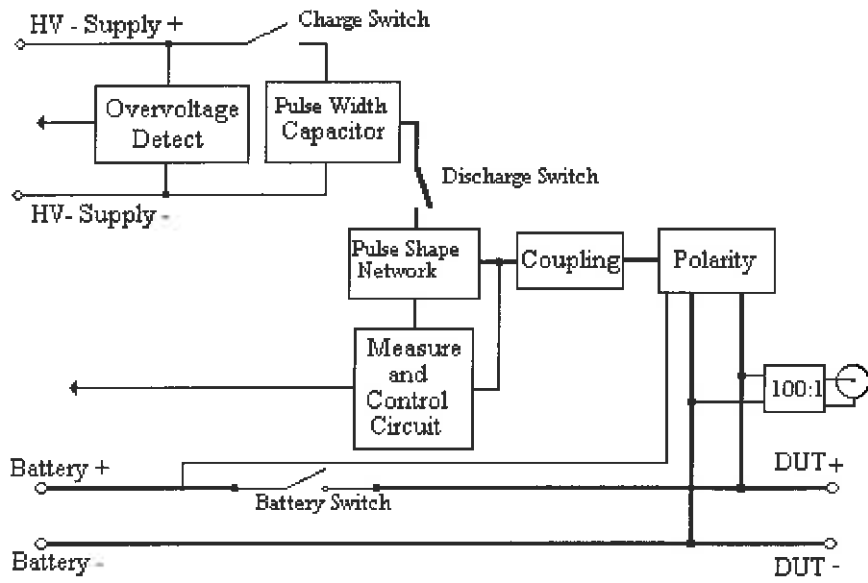 HV - Supply +
Charge Switch
Overvoltage
Detect
Pulse Width
Capacitor
Discharge Switch
HV- Supply -
Pulse Shape
Network
Coupling
Polarity
Measure
and
Control
Circuit
100:1
Battery +
DUT+
Battery Switch
Battery -
DUT -